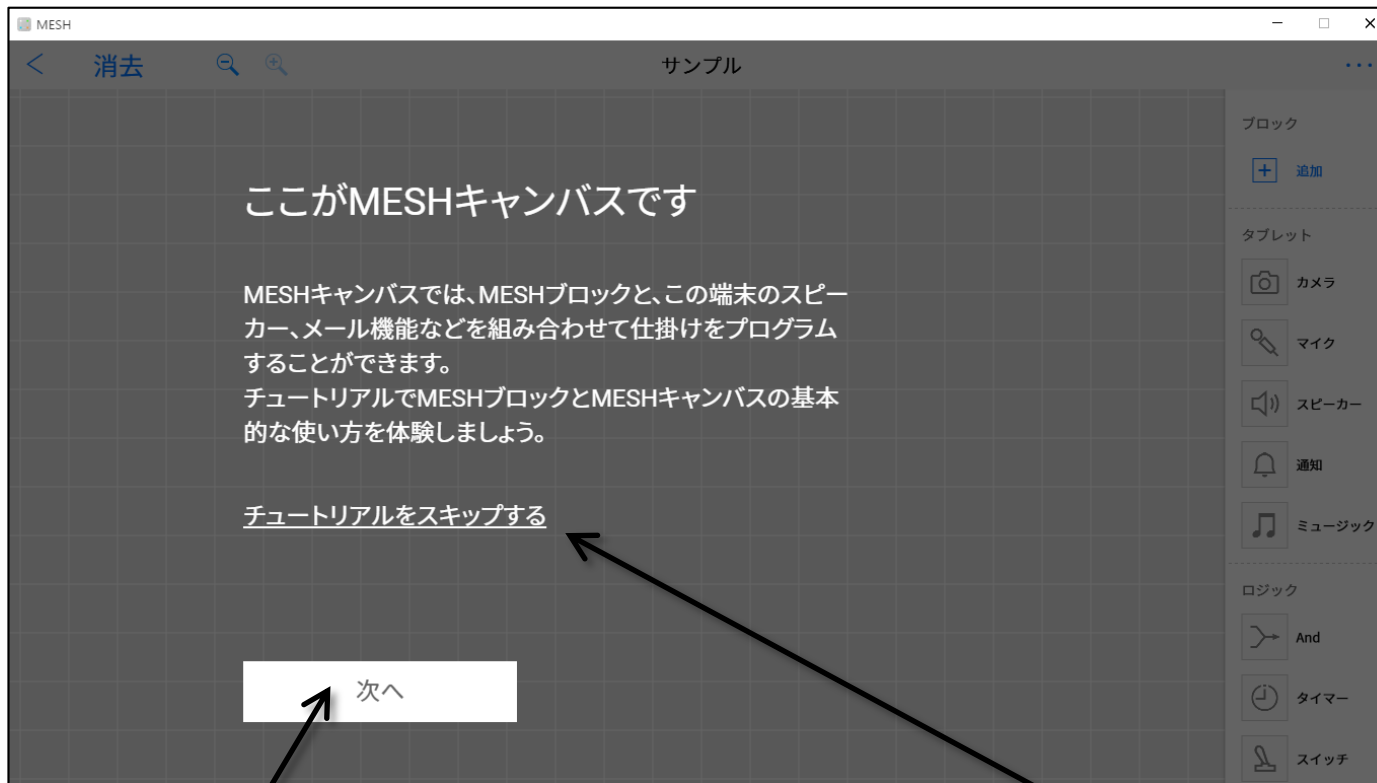 MESH
消去
サンプル
ここがMESHキャンバスです
MESHキャンバスでは、MESHブロックと、この端末のスピー
カー、メール機能などを組み合わせて仕掛けをプログラム
することができます。
チュートリアルでMESHブロックとMESHキャンバスの基本
的な使い方を体験しましょう。
チュートリアルをスキップする
次へ
ブロック
追加
タブレット
カメラ
マイク
スピーカー
通知
ミュージック
ロジック
And
タイマー
スイッチ